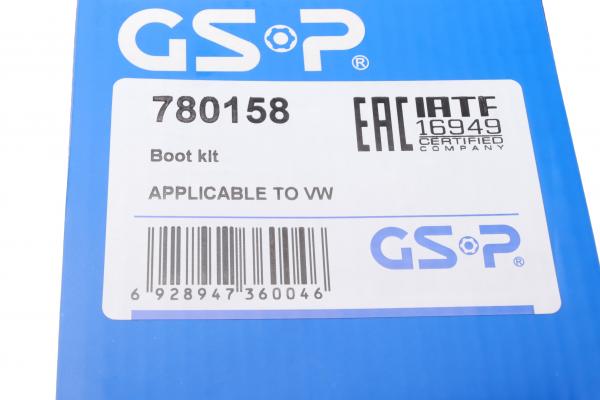 GSP®
780158
EAC IATF
16949
CERTIFIED
COMPANY
Boot kIt
APPLICABLE TO VW
GSP®
6 928947 360046